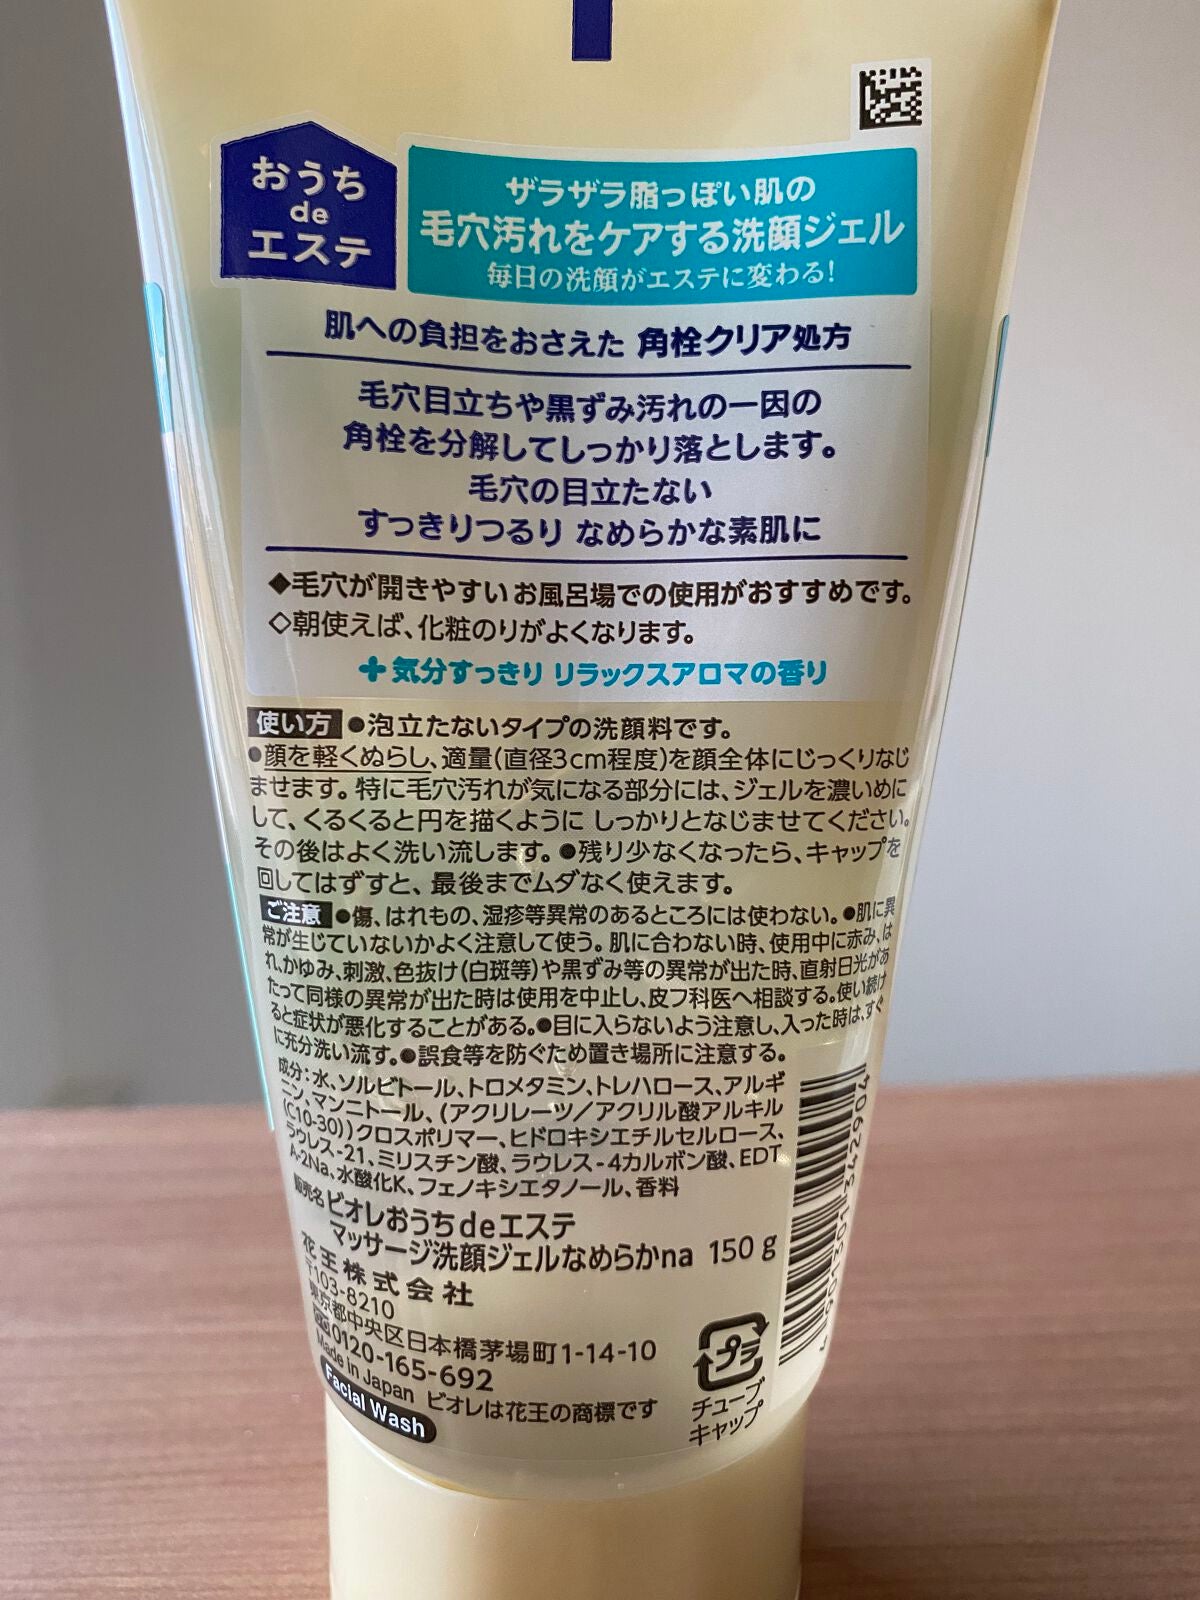 おうち
de
エステ
ザラザラ脂っぽい肌の
毛穴汚れをケアする洗顔ジェル
毎日の洗顔がエステに変わる!
肌への負担をおさえた 角栓クリア処方
毛穴目立ちや黒ずみ汚れの一因の
角栓を分解してしっかり落とします。
毛穴の目立たない
すっきりつるり なめらかな素肌に
◆毛穴が開きやすいお風呂場での使用がおすすめです。
◇朝使えば、化粧のりがよくなります。
+気分すっきり リラックスアロマの香り
使い方 ●泡立たないタイプの洗顔料です。
●顔を軽くぬらし、適量(直径3cm程度)を顔全体にじっくりなじ
ませます。特に毛穴汚れが気になる部分には、ジェルを濃いめに
して、くるくると円を描くように しっかりとなじませてください。
その後はよく洗い流します。●残り少なくなったら、キャップを
回してはずすと、最後までムダなく使えます。
ご注意 ●傷、はれもの、湿疹等異常のあるところには使わない。●肌に異
常が生じていないかよく注意して使う。肌に合わない時、使用中に赤み、は
れ、かゆみ、刺激、色抜け(白斑等)や黒ずみ等の異常が出た時、直射日光があ
たって同様の異常が出た時は使用を中止し、皮フ科医へ相談する。使い続け
ると症状が悪化することがある。●目に入らないよう注意し、入った時は、すぐ
に充分洗い流す。●誤食等を防ぐため置き場所に注意する。
成分:水、ソルビトール、トロメタミン、トレハロース、アルギ
ニン、マンニトール、(アクリレーツ/アクリル酸アルキル
(C10-30))クロスポリマー、ヒドロキシエチルセルロース、
ラウレス-21、ミリスチン酸、ラウレス-4カルボン酸、EDT
A-2Na、水酸化K、フェノキシエタノール、香料
販売名 ビオレおうちdeエステ
マッサージ洗顔ジェルなめらかna 150g
花王株式会社
〒103-8210
東京都中央区日本橋茅場町1-14-10
0120-165-692
Made in Japan ビオレは花王の商標です
Facial Wash
プラ
チューブ
キャップ
4 901301 342904